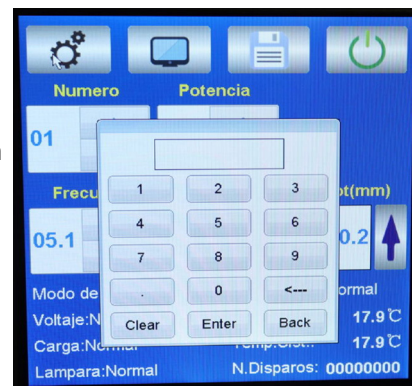 Numero Potencia
01
1 2 3
Frecu ot(mm)
4 5 6
05.1 0.2
7 8 9
. 0 <---
Modo de ormal
Clear Enter Back
Voltaje:N 17.9℃
Carga:Normal 17.9℃
Lampara:Normal N.Disparos: 00000000